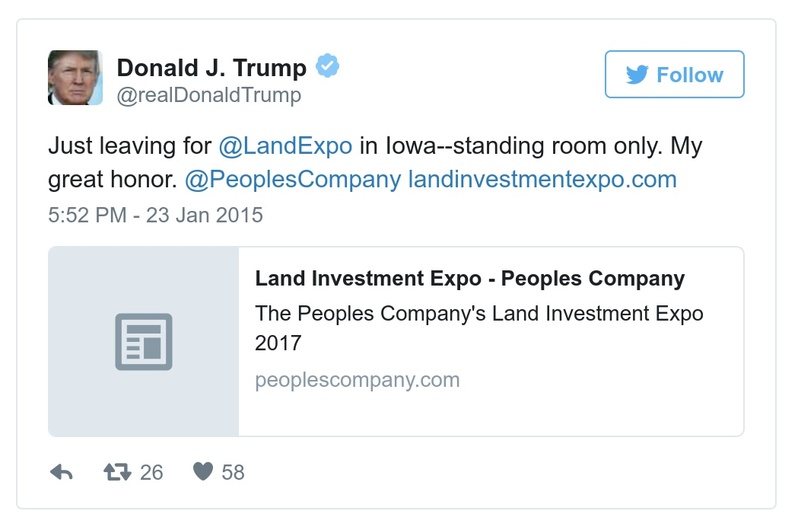 Donald J. Trump
@realDonaldTrump
Follow
Just leaving for @LandExpo in Iowa--standing room only. My
great honor. @PeoplesCompany landinvestmentexpo.com
5:52 PM - 23 Jan 2015
Land Investment Expo - Peoples Company
The Peoples Company's Land Investment Expo
2017
peoplescompany.com
26 58